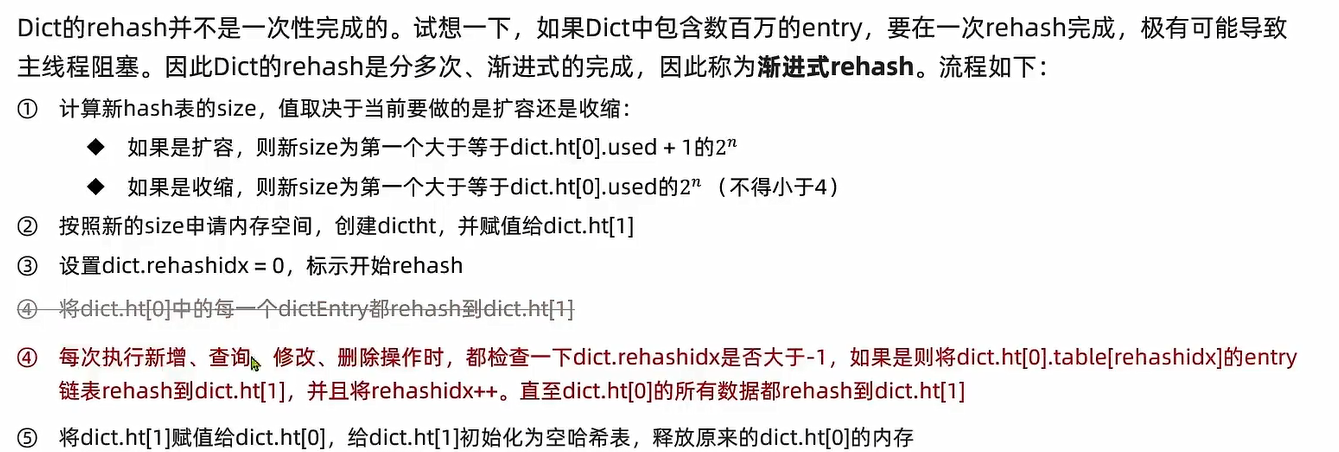 Dict的rehash并不是一次性完成的。试想一下，如果Dict中包含数百万的entry，要在一次rehash完成，极有可能导致
主线程阻塞。因此Dict的rehash是分多次、渐进式的完成，因此称为渐进式rehash。流程如下：
① 计算新hash表的size，值取决于当前要做的是扩容还是收缩：
◆ 如果是扩容，则新size为第一个大于等于dict.ht[0].used + 1的2ⁿ
◆ 如果是收缩，则新size为第一个大于等于dict.ht[0].used的2ⁿ （不得小于4）
② 按照新的size申请内存空间，创建dictht，并赋值给dict.ht[1]
③ 设置dict.rehashidx = 0，标示开始rehash
④ 将dict.ht[0]中的每一个dictEntry都rehash到dict.ht[1]
④ 每次执行新增、查询、修改、删除操作时，都检查一下dict.rehashidx是否大于-1，如果是则将dict.ht[0].table[rehashidx]的entry
链表rehash到dict.ht[1]，并且将rehashidx++。直至dict.ht[0]的所有数据都rehash到dict.ht[1]
⑤ 将dict.ht[1]赋值给dict.ht[0]，给dict.ht[1]初始化为空哈希表，释放原来的dict.ht[0]的内存